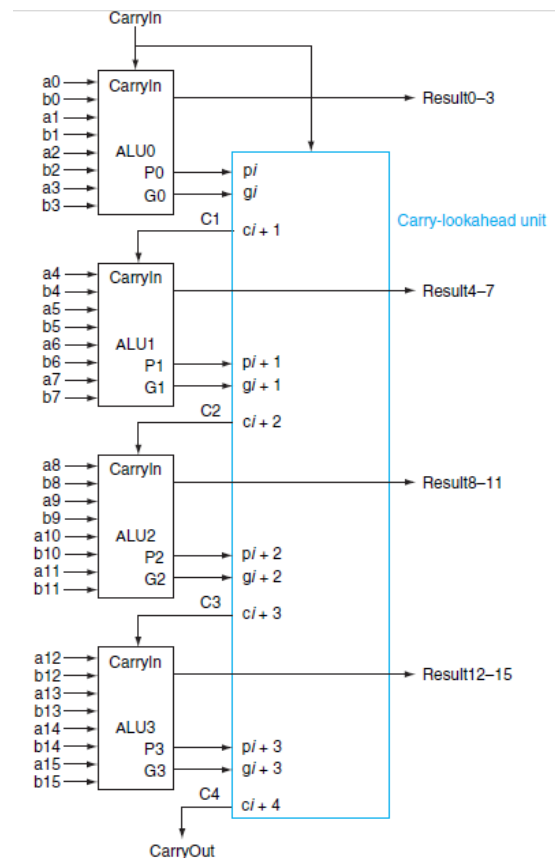 CarryIn
a0
b0
a1
b1
a2
b2
a3
b3
CarryIn
ALU0
P0
G0
Result0–3
pi
gi
Carry-lookahead unit
C1
ci + 1
a4
b4
a5
b5
a6
b6
a7
b7
CarryIn
ALU1
P1
G1
Result4–7
pi + 1
gi + 1
C2
ci + 2
a8
b8
a9
b9
a10
b10
a11
b11
CarryIn
ALU2
P2
G2
Result8–11
pi + 2
gi + 2
C3
ci + 3
a12
b12
a13
b13
a14
b14
a15
b15
CarryIn
ALU3
P3
G3
Result12–15
pi + 3
gi + 3
C4
ci + 4
CarryOut